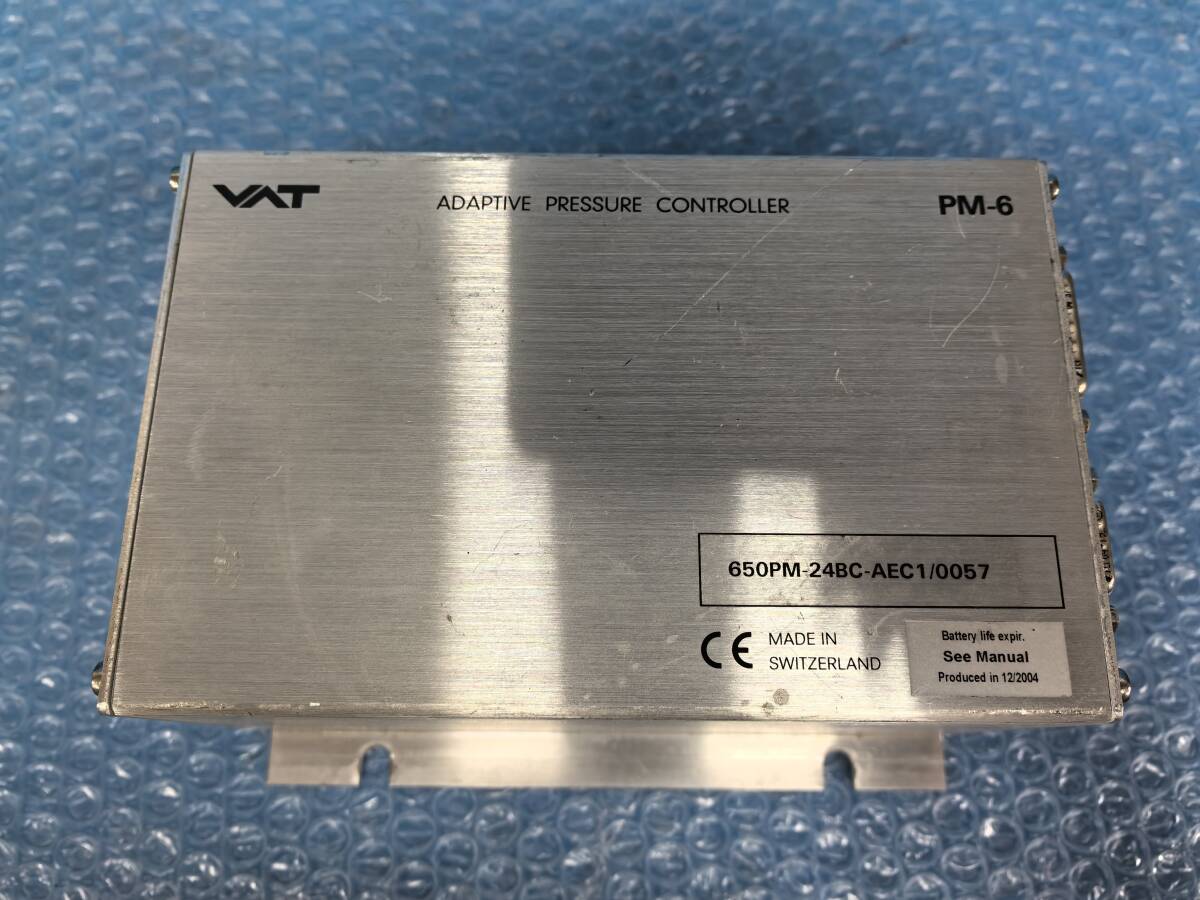 VAT
ADAPTIVE PRESSURE CONTROLLER
PM-6
650PM-24BC-AEC1/0057
CE
MADE IN
SWITZERLAND
Battery life expir.
See Manual
Produced in 12/2004